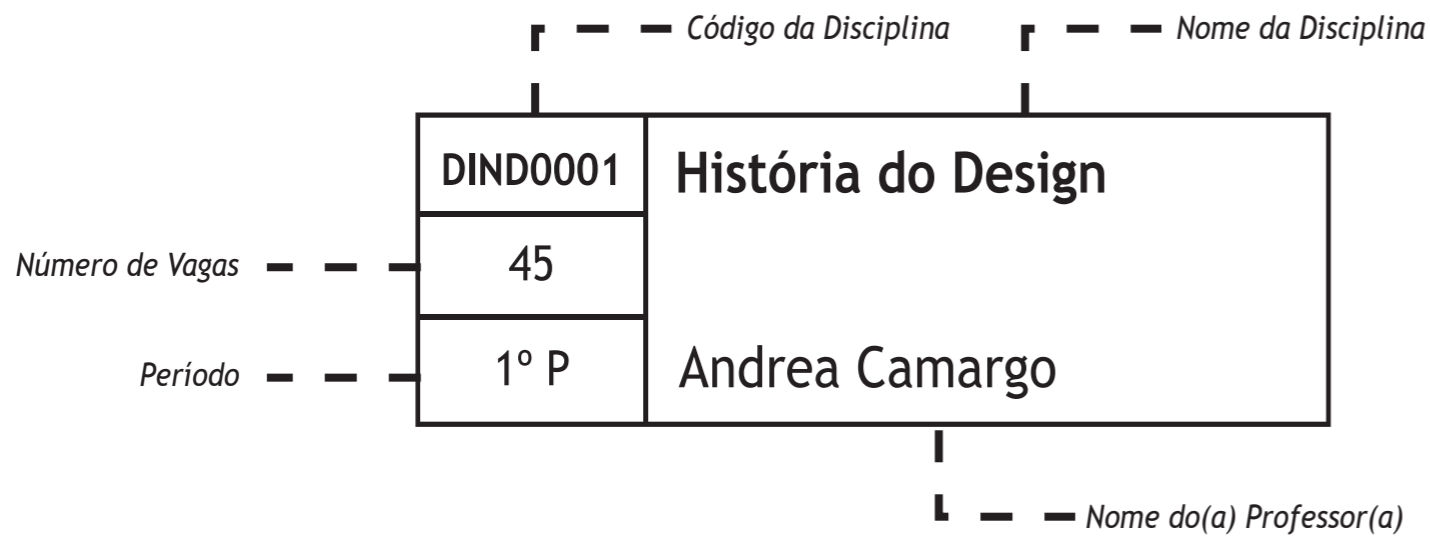 Código da Disciplina
Nome da Disciplina
DIND0001
História do Design
Número de Vagas
45
Período
1º P
Andrea Camargo
Nome do(a) Professor(a)